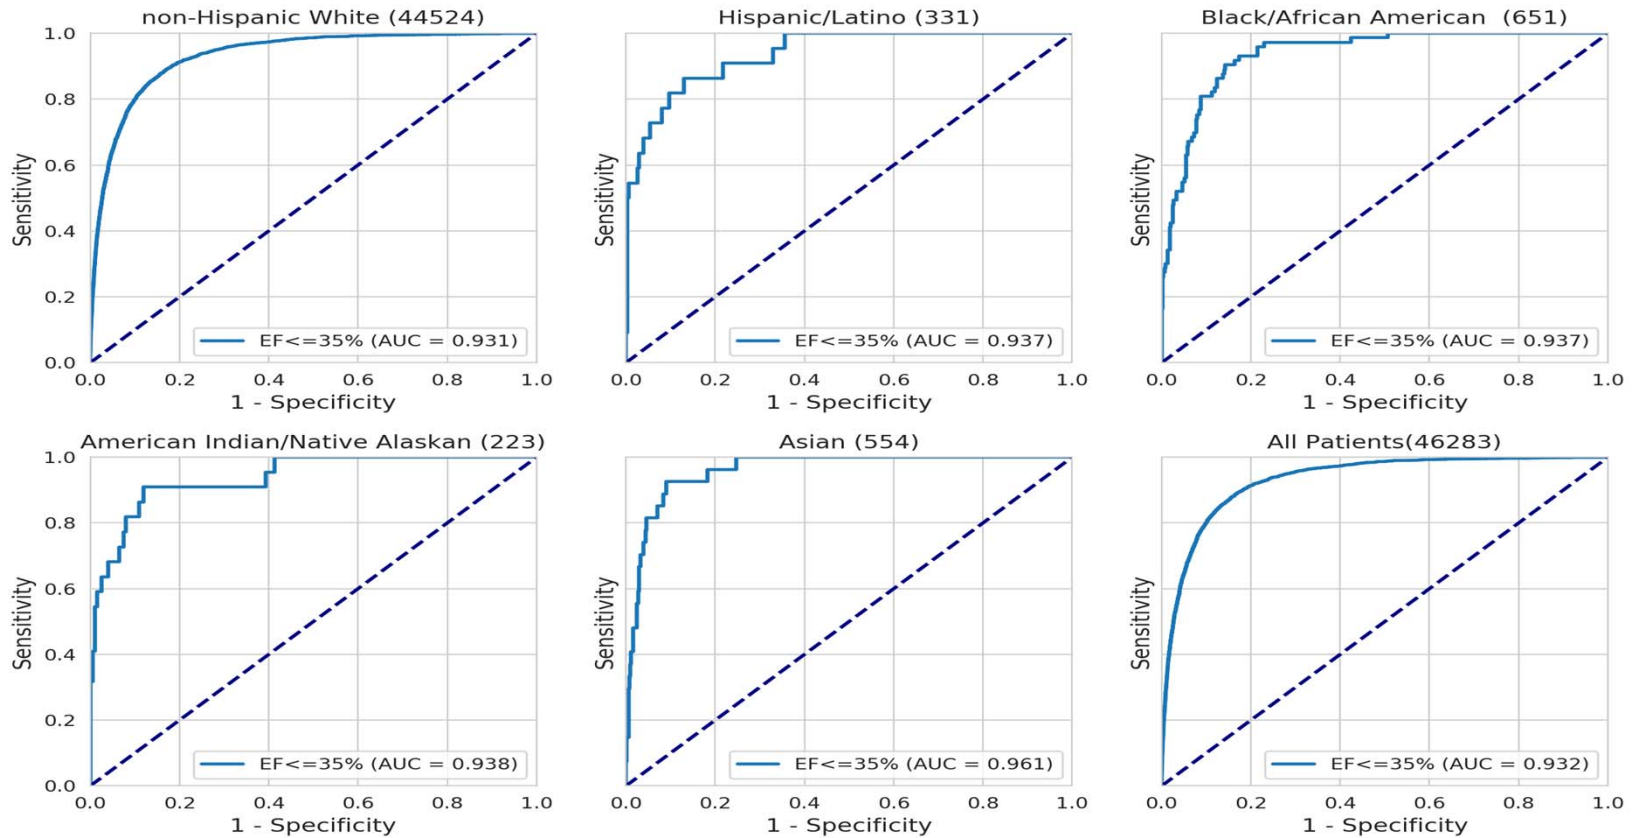 non-Hispanic White (44524)
1.0
0.8
0.6
0.4
0.2
0.0
Sensitivity
EF<=35% (AUC = 0.931)
0.0 0.2 0.4 0.6 0.8 1.0
1 - Specificity
Hispanic/Latino (331)
Sensitivity
EF<=35% (AUC = 0.937)
0.0 0.2 0.4 0.6 0.8 1.0
1 - Specificity
Black/African American (651)
Sensitivity
EF<=35% (AUC = 0.937)
0.0 0.2 0.4 0.6 0.8 1.0
1 - Specificity
American Indian/Native Alaskan (223)
1.0
0.8
0.6
0.4
0.2
0.0
Sensitivity
EF<=35% (AUC = 0.938)
0.0 0.2 0.4 0.6 0.8 1.0
1 - Specificity
Asian (554)
Sensitivity
EF<=35% (AUC = 0.961)
0.0 0.2 0.4 0.6 0.8 1.0
1 - Specificity
All Patients(46283)
Sensitivity
EF<=35% (AUC = 0.932)
0.0 0.2 0.4 0.6 0.8 1.0
1 - Specificity